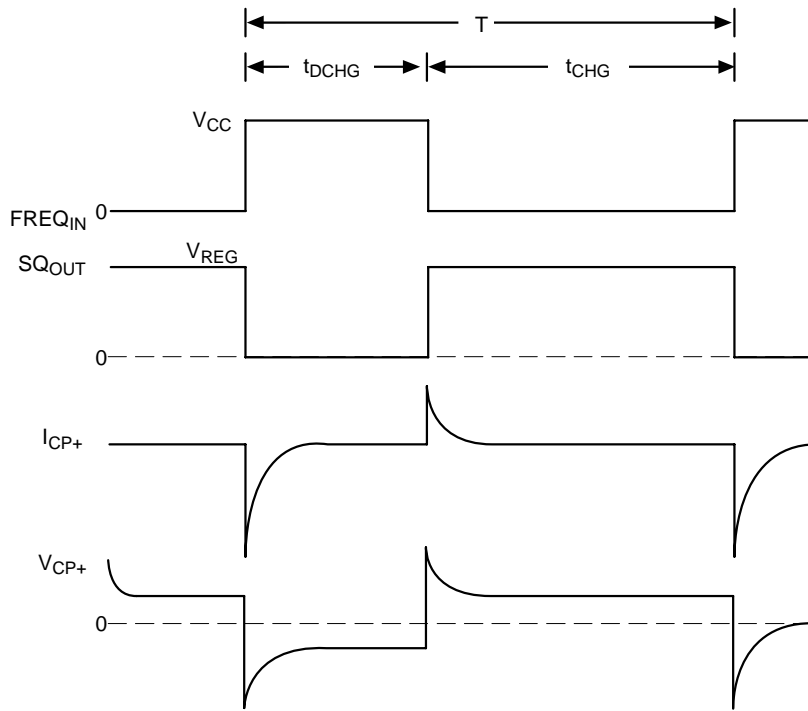 T
tDCHG
tCHG
VCC
0
FREQIN
VREG
SQOUT
0
ICP+
VCP+
0